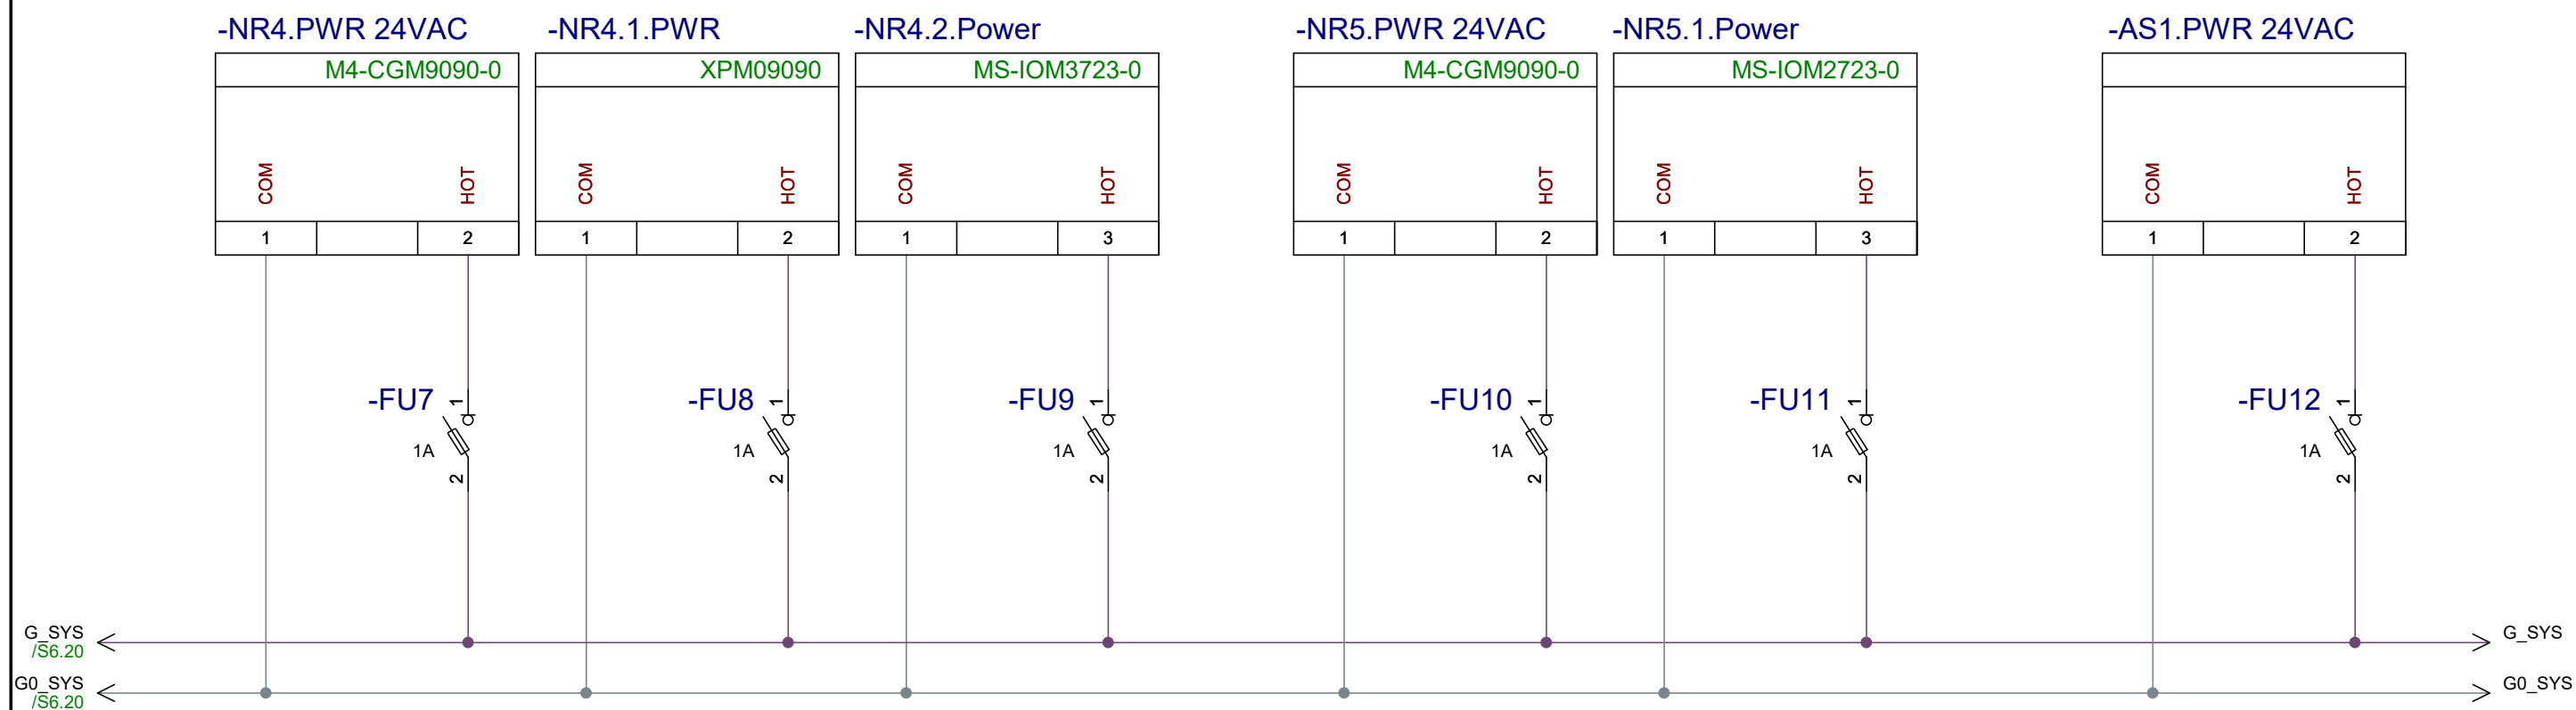 -NR4.PWR 24VAC -NR4.1.PWR -NR4.2.Power -NR5.PWR 24VAC -NR5.1.Power -AS1.PWR 24VAC
M4-CGM9090-0 XPM09090 MS-IOM3723-0 M4-CGM9090-0 MS-IOM2723-0
COM HOT COM HOT COM HOT COM HOT COM HOT COM HOT
1 2 1 2 1 3 1 2 1 3 1 2
-FU7 1 -FU8 1 -FU9 1 -FU10 1 -FU11 1 -FU12 1
1A 1A 1A 1A 1A 1A
2 2 2 2 2 2
G_SYS G_SYS
/S6.20
G0_SYS G0_SYS
/S6.20